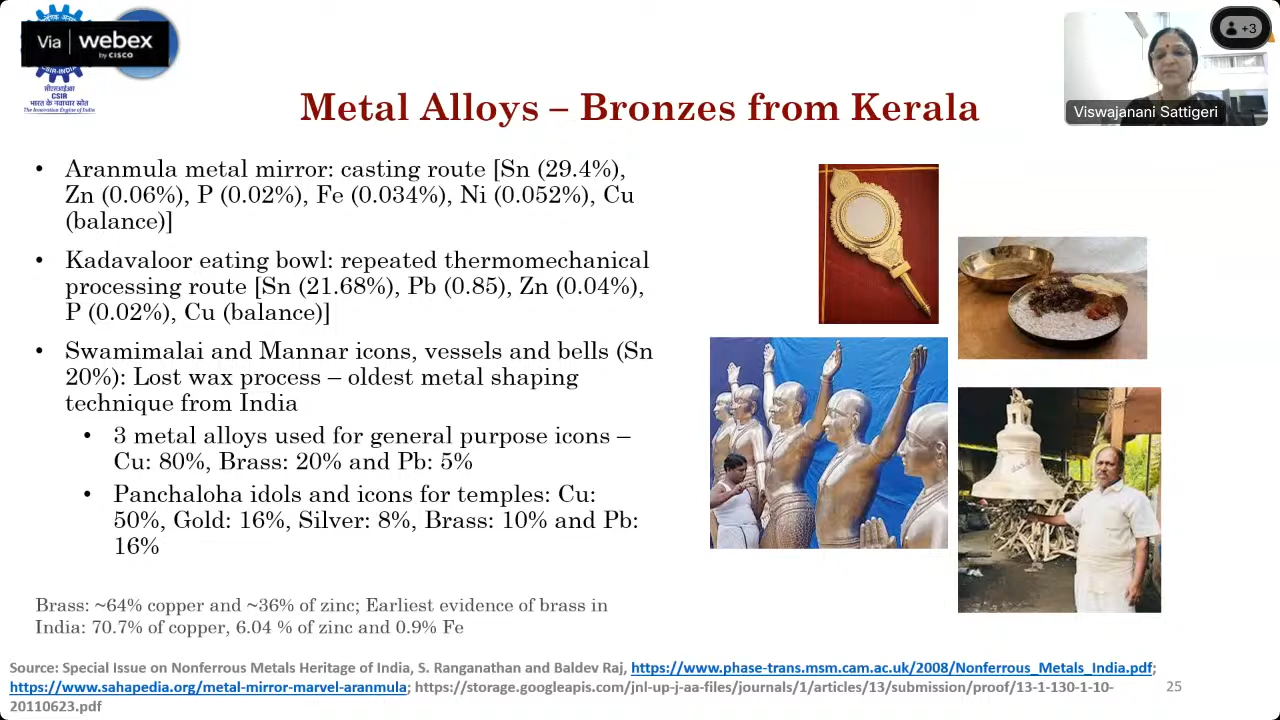 Via | webex
by CISCO
CSIR-INDIA
सीएसआईआर
CSIR
भारत के नवाचार स्रोत
The Innovation Engine of India
+3
Viswajanani Sattigeri
Metal Alloys – Bronzes from Kerala
• Aranmula metal mirror: casting route [Sn (29.4%),
Zn (0.06%), P (0.02%), Fe (0.034%), Ni (0.052%), Cu
(balance)]
• Kadavaloor eating bowl: repeated thermomechanical
processing route [Sn (21.68%), Pb (0.85), Zn (0.04%),
P (0.02%), Cu (balance)]
• Swamimalai and Mannar icons, vessels and bells (Sn
20%): Lost wax process – oldest metal shaping
technique from India
• 3 metal alloys used for general purpose icons –
Cu: 80%, Brass: 20% and Pb: 5%
• Panchaloha idols and icons for temples: Cu:
50%, Gold: 16%, Silver: 8%, Brass: 10% and Pb:
16%
Brass: ~64% copper and ~36% of zinc; Earliest evidence of brass in
India: 70.7% of copper, 6.04 % of zinc and 0.9% Fe
Source: Special Issue on Nonferrous Metals Heritage of India, S. Ranganathan and Baldev Raj, https://www.phase-trans.msm.cam.ac.uk/2008/Nonferrous_Metals_India.pdf;
https://www.sahapedia.org/metal-mirror-marvel-aranmula; https://storage.googleapis.com/jnl-up-j-aa-files/journals/1/articles/13/submission/proof/13-1-130-1-10-
20110623.pdf
25